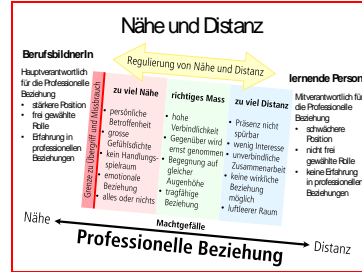 Nähe und Distanz
Regulierung von Nähe und Distanz
BerufsbildnerIn
Hauptverantwortlich
für die Professionelle
Beziehung
• stärkere Position
• frei gewählte
Rolle
• Erfahrung in
professionellen
Beziehungen
Grenze zu Übergriff und Missbrauch
zu viel Nähe
• persönliche
Betroffenheit
• grosse
Gefühlsdichte
• kein Handlungs-
spielraum
• emotionale
Beziehung
• alles oder nichts
richtiges Mass
• hohe
Verbindlichkeit
• Gegenüber wird
ernst genommen
• Begegnung auf
gleicher
Augenhöhe
• tragfähige
Beziehung
zu viel Distanz
• Präsenz nicht
spürbar
• wenig Interesse
• unverbindliche
Zusammenarbeit
• keine wirkliche
Beziehung
möglich
• luftleerer Raum
lernende Person
Mitverantwortlich für
die Professionelle
Beziehung
• schwächere
Position
• nicht frei
gewählte Rolle
• keine Erfahrung
in professionellen
Beziehungen
Nähe
Machtgefälle
Distanz
Professionelle Beziehung